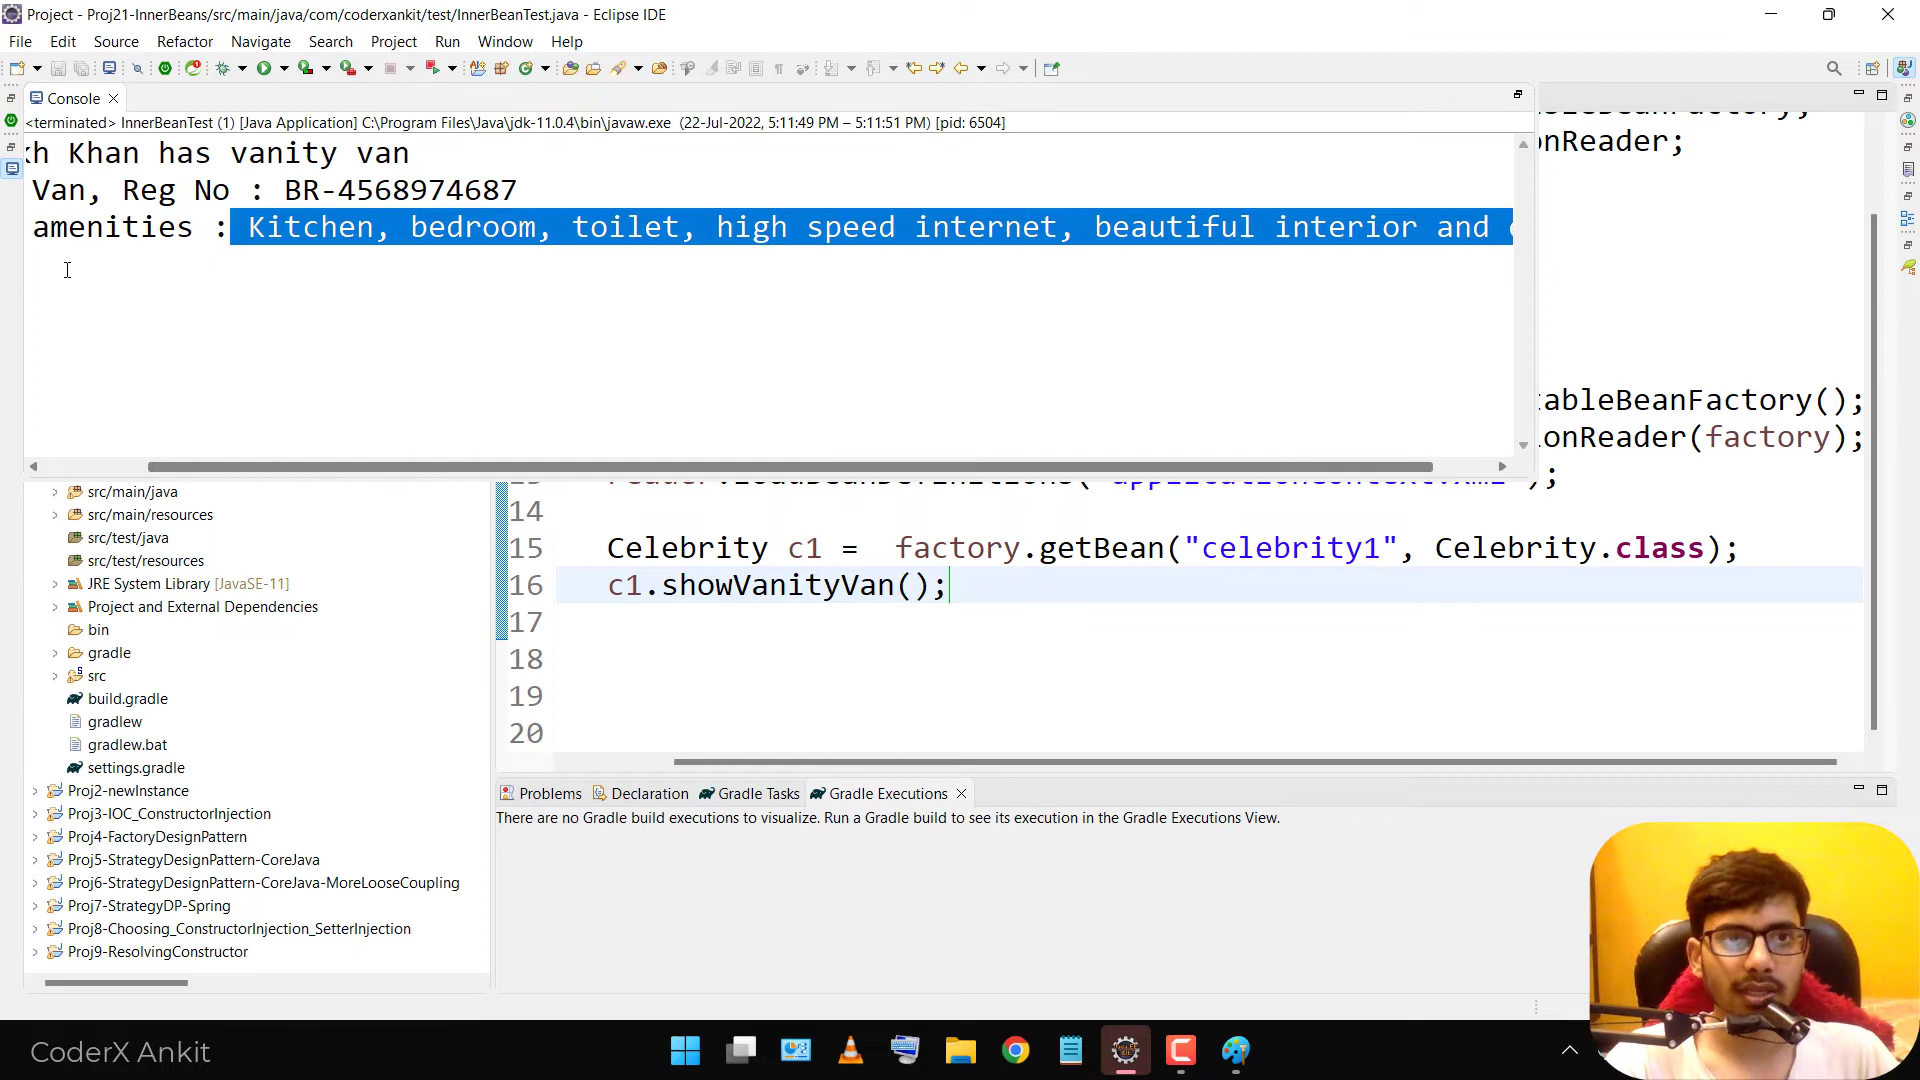 Project - Proj21-InnerBeans/src/main/java/com/coderxankit/test/InnerBeanTest.java - Eclipse IDE
File Edit Source Refactor Navigate Search Project Run Window Help
Console
<terminated> InnerBeanTest (1) [Java Application] C:\Program Files\Java\jdk-11.0.4\bin\javaw.exe (22-Jul-2022, 5:11:49 PM – 5:11:51 PM) [pid: 6504]
kh Khan has vanity van
Van, Reg No : BR-4568974687
amenities : Kitchen, bedroom, toilet, high speed internet, beautiful interior and
onReader;
ableBeanFactory();
ionReader(factory);
src/main/java
src/main/resources
src/test/java
src/test/resources
JRE System Library [JavaSE-11]
Project and External Dependencies
bin
gradle
src
build.gradle
gradlew
gradlew.bat
settings.gradle
Proj2-newInstance
Proj3-IOC_ConstructorInjection
Proj4-FactoryDesignPattern
Proj5-StrategyDesignPattern-CoreJava
Proj6-StrategyDesignPattern-CoreJava-MoreLooseCoupling
Proj7-StrategyDP-Spring
Proj8-Choosing_ConstructorInjection_SetterInjection
Proj9-ResolvingConstructor
14
15 Celebrity c1 = factory.getBean("celebrity1", Celebrity.class);
16 c1.showVanityVan();
17
18
19
20
Problems Declaration Gradle Tasks Gradle Executions
There are no Gradle build executions to visualize. Run a Gradle build to see its execution in the Gradle Executions View.
CoderX Ankit